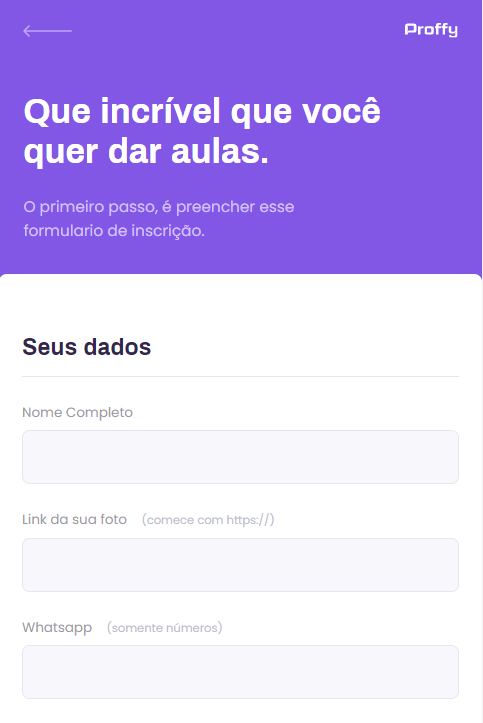 Proffy
Que incrível que você
quer dar aulas.
O primeiro passo, é preencher esse
formulario de inscrição.
Seus dados
Nome Completo
Link da sua foto (comece com https://)
Whatsapp (somente números)